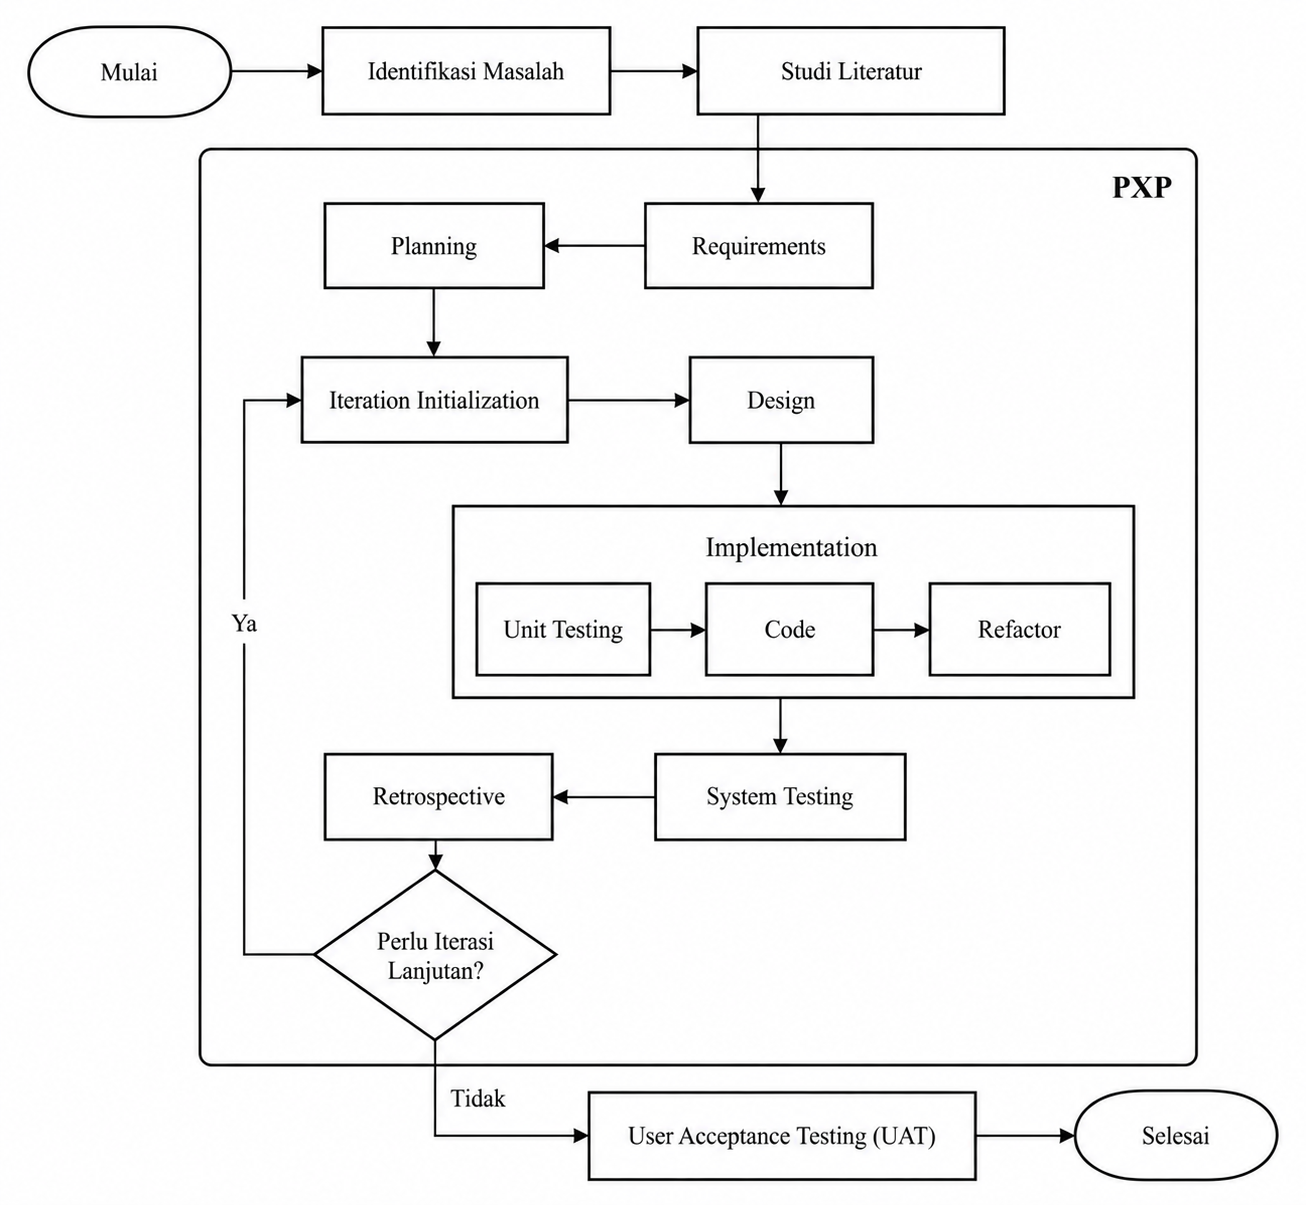 Mulai
Identifikasi Masalah
Studi Literatur
PXP
Planning
Requirements
Iteration Initialization
Design
Implementation
Unit Testing
Code
Refactor
Ya
Retrospective
System Testing
Perlu Iterasi
Lanjutan?
Tidak
User Acceptance Testing (UAT)
Selesai